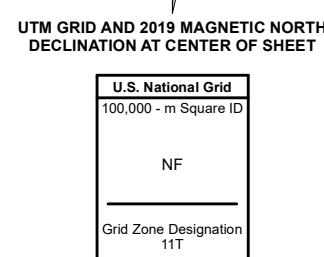 UTM GRID AND 2019 MAGNETIC NORTH
DECLINATION AT CENTER OF SHEET
U.S. National Grid
100,000 - m Square ID
NF
Grid Zone Designation
11T